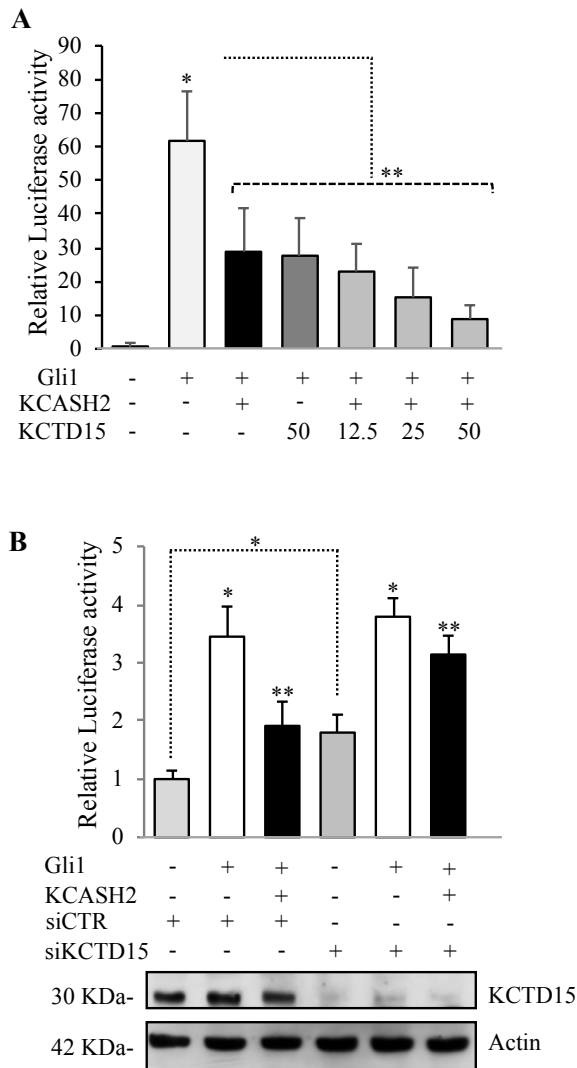 A
90
80
70
60
50
40
30
20
10
0
Relative Luciferase activity
*
**
Gli1 - + + + + + +
KCASH2 - - + - + + +
KCTD15 - - - 50 12.5 25 50
B
5
4
3
2
1
0
Relative Luciferase activity
*
*
**
*
**
Gli1 - + + - + +
KCASH2 - - + - - +
siCTR + + + - - -
siKCTD15 - - - + + +
30 KDa- KCTD15
42 KDa- Actin